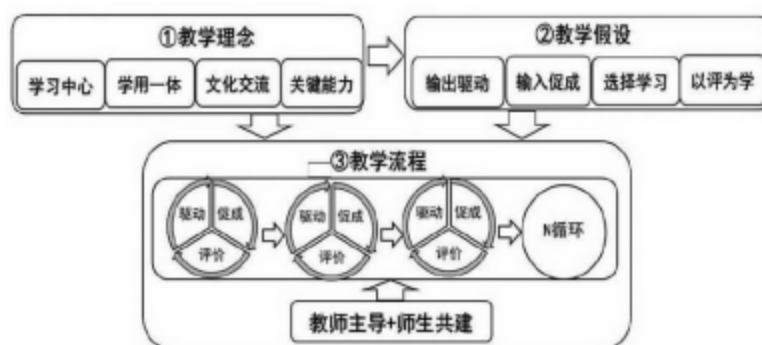 ①教学理念
学习中心 学用一体 文化交流 关键能力
②教学假设
输出驱动 输入促成 选择学习 以评为学
③教学流程
驱动 促成 评价
驱动 促成 评价
驱动 促成 评价
N循环
教师主导+师生共建